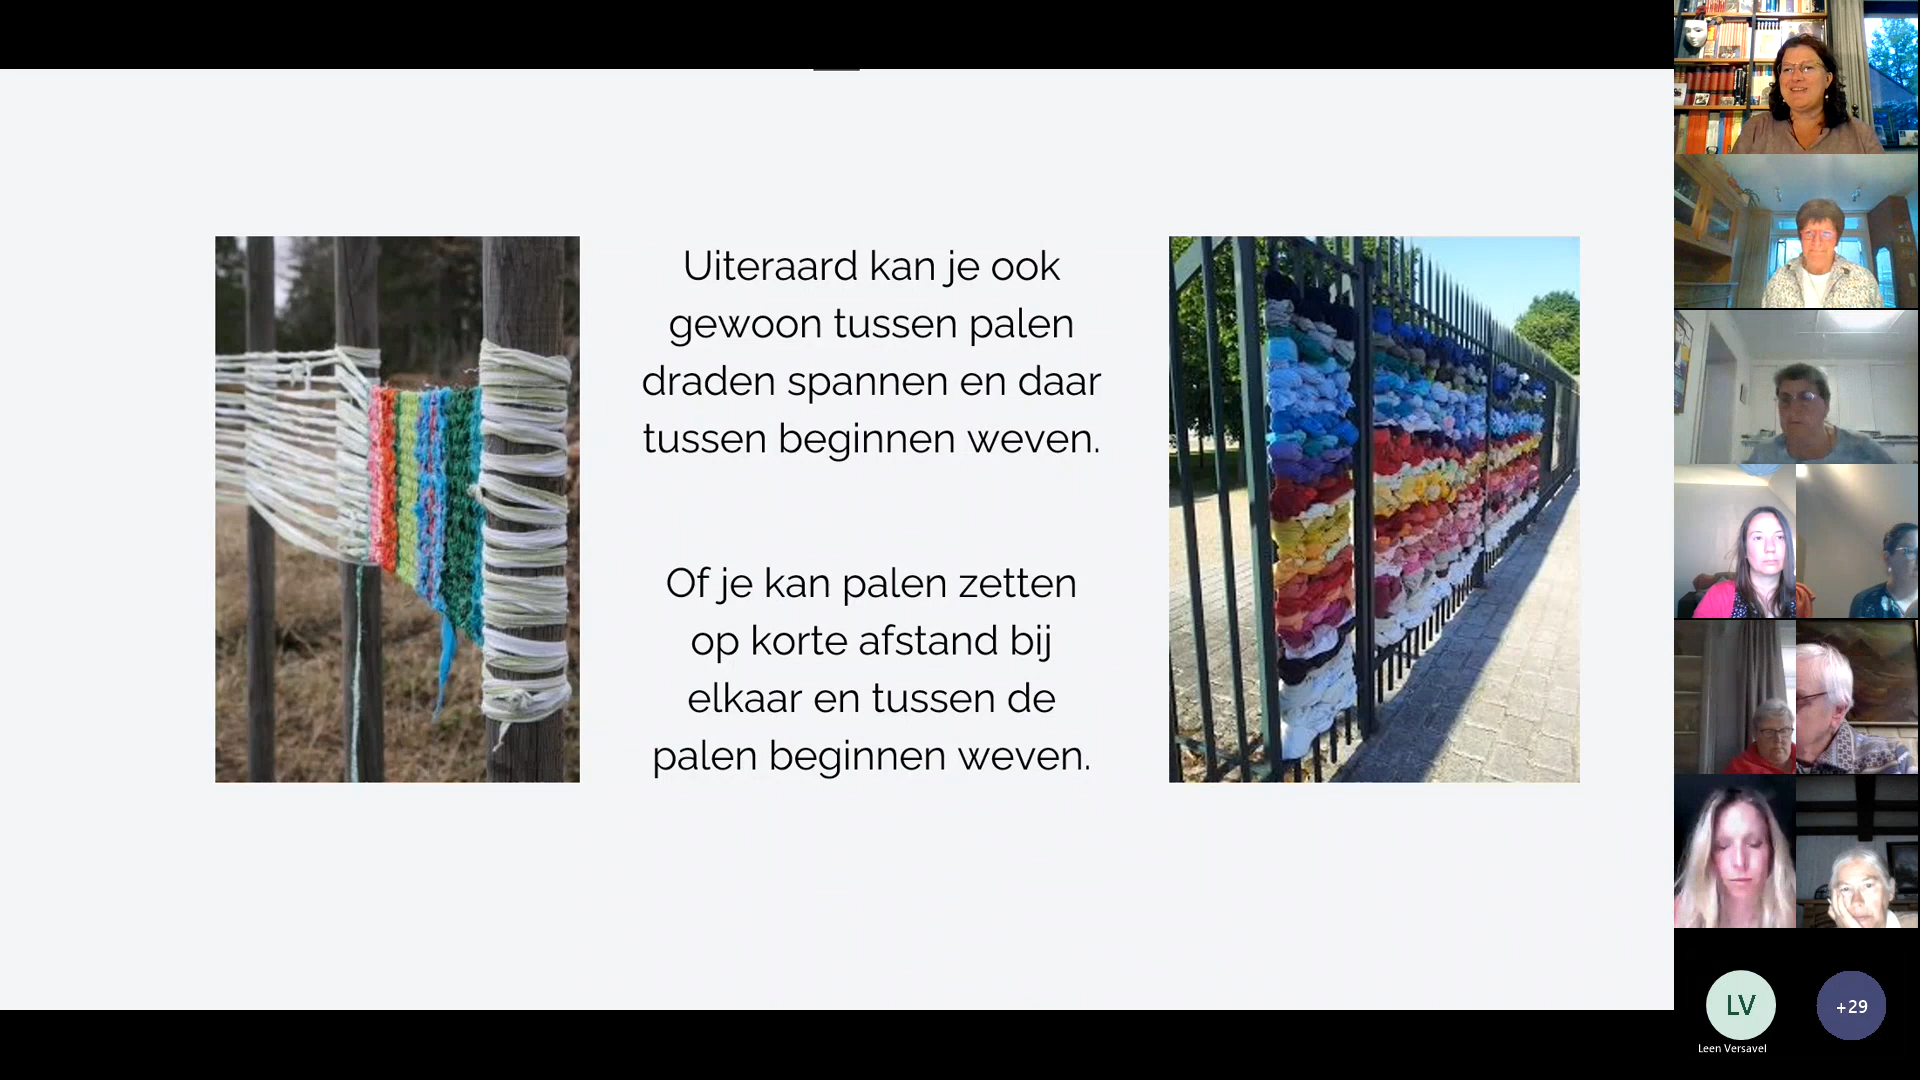 Uiteraard kan je ook
gewoon tussen palen
draden spannen en daar
tussen beginnen weven.
Of je kan palen zetten
op korte afstand bij
elkaar en tussen de
palen beginnen weven.
LV
+29
Leen Versavel